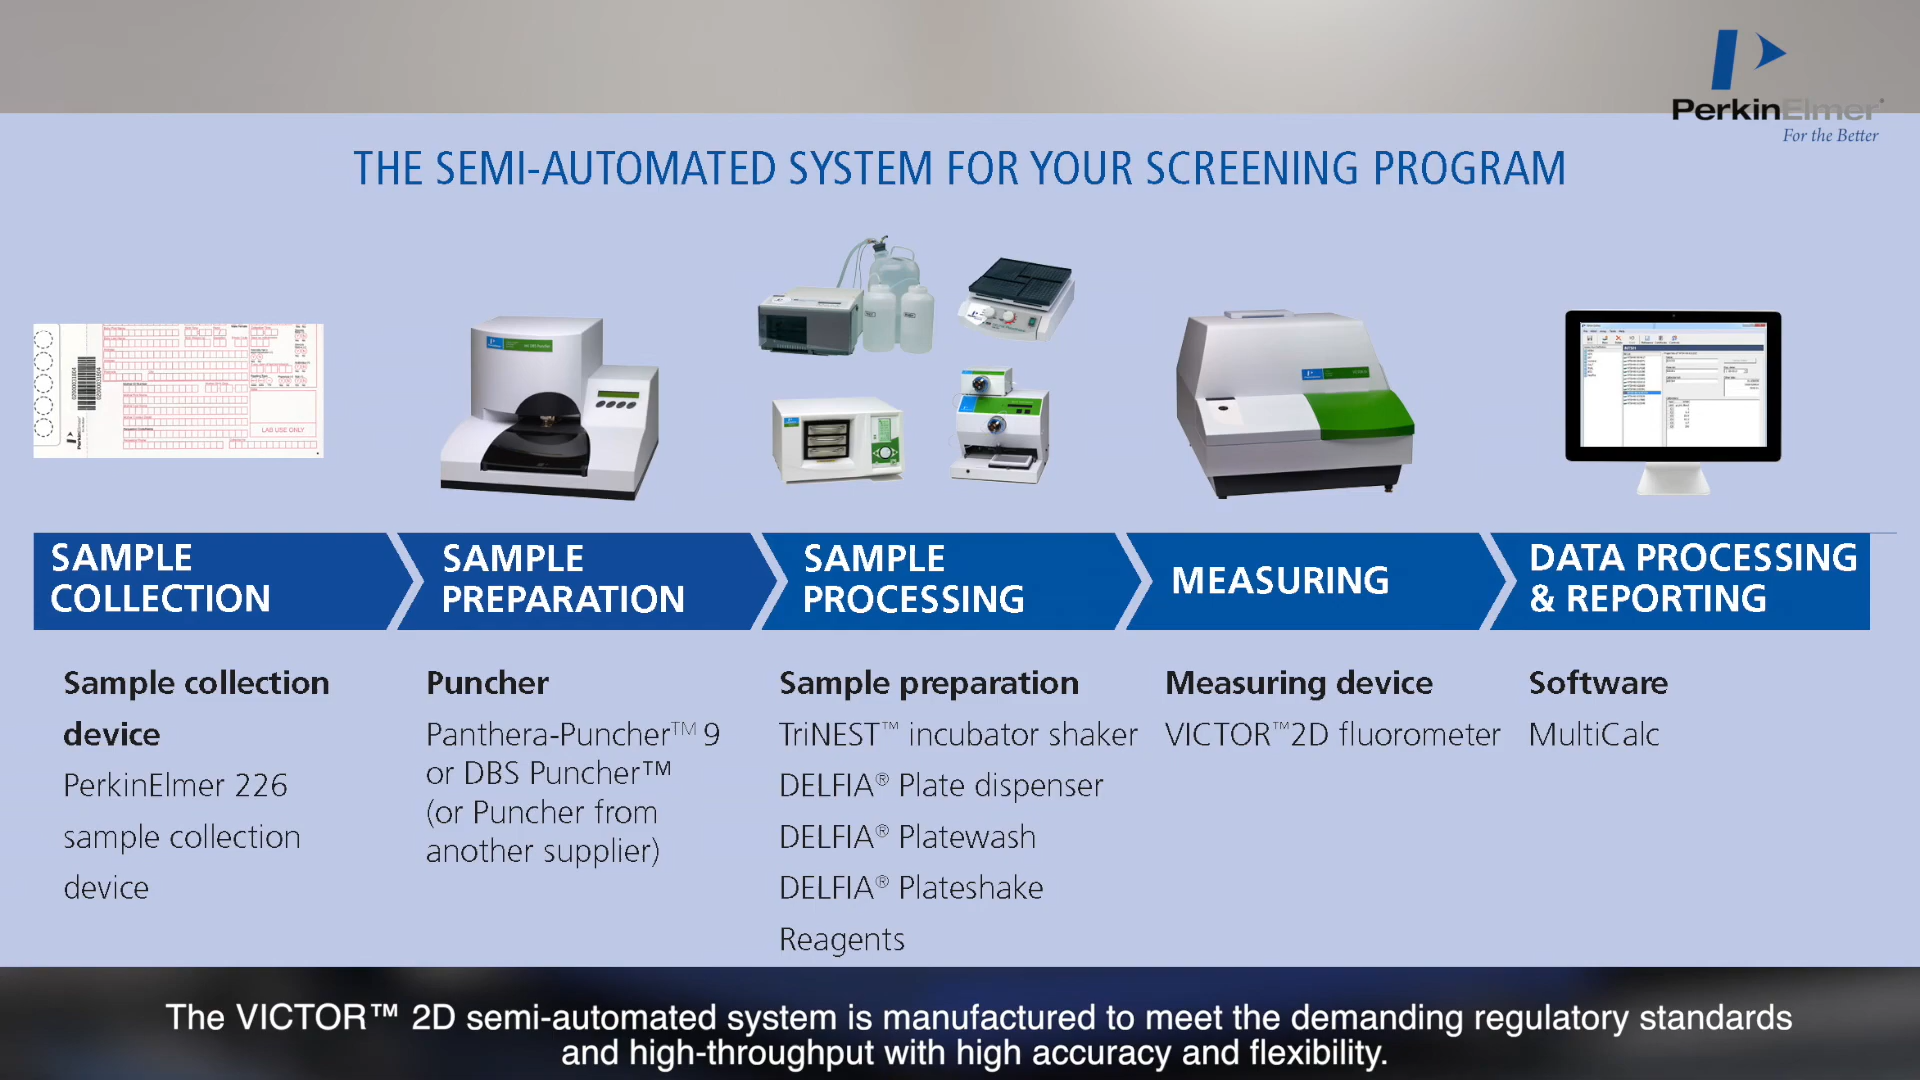 PerkinElmer
For the Better
THE SEMI-AUTOMATED SYSTEM FOR YOUR SCREENING PROGRAM
LAB USE ONLY
PerkinElmer
SAMPLE
COLLECTION
SAMPLE
PREPARATION
SAMPLE
PROCESSING
MEASURING
DATA PROCESSING
& REPORTING
Sample collection
device
PerkinElmer 226
sample collection
device
Puncher
Panthera-Puncher™ 9
or DBS Puncher™
(or Puncher from
another supplier)
Sample preparation
TriNEST™ incubator shaker
DELFIA® Plate dispenser
DELFIA® Platewash
DELFIA® Plateshake
Reagents
Measuring device
VICTOR™2D fluorometer
Software
MultiCalc
The VICTOR™ 2D semi-automated system is manufactured to meet the demanding regulatory standards
and high-throughput with high accuracy and flexibility.